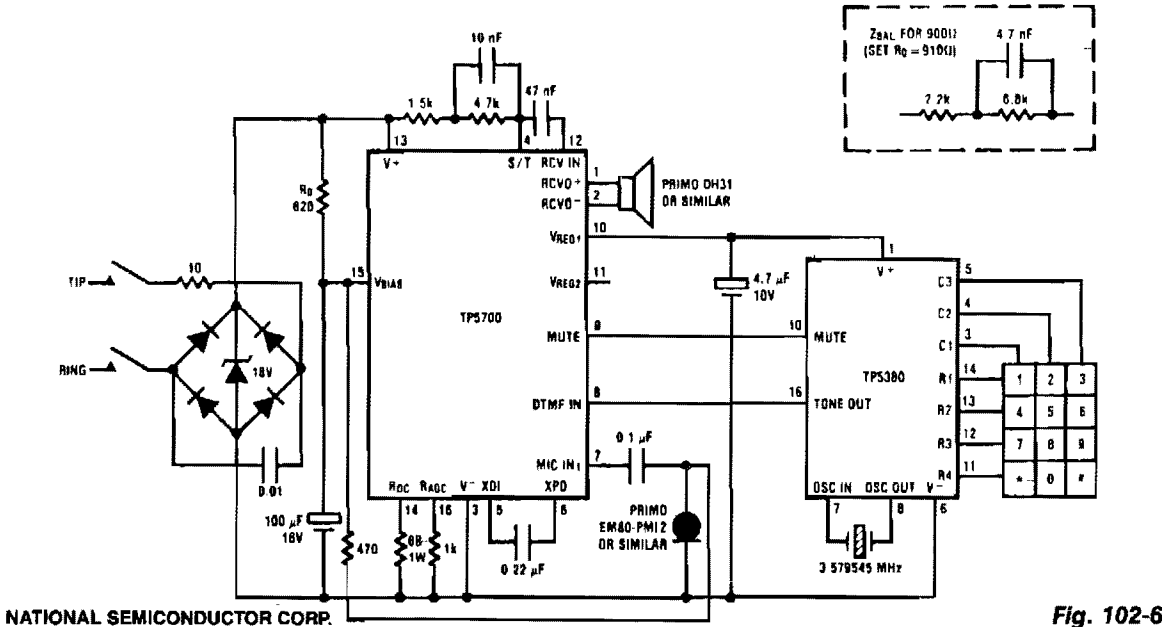 10 nF
1.5k
4.7k
47 nF
13
4
12
V+
S/T
RCV IN
RCVO+
1
RCVO−
2
PRIMO DH31
OR SIMILAR
R0
620
VREG1
10
VREG2
11
15
VBIAS
TP5700
MUTE
9
DTMF IN
8
MIC IN1
7
0.1 µF
RDC
RAGC
V−
XDI
XPD
14
16
3
5
6
TIP
10
RING
18V
0.01
100 µF
16V
470
68
1W
1k
0.22 µF
PRIMO
EM80-PMI2
OR SIMILAR
4.7 µF
10V
1
V+
10
MUTE
16
TONE OUT
TP5380
C3
5
C2
4
C1
3
R1
14
R2
13
R3
12
R4
11
1 2 3
4 5 6
7 8 9
* 0 #
OSC IN
OSC OUT
V−
7
8
6
3 579545 MHz
ZBAL FOR 900Ω
(SET R0 = 910Ω)
4.7 nF
2.2k
6.8k
NATIONAL SEMICONDUCTOR CORP.
Fig. 102-6